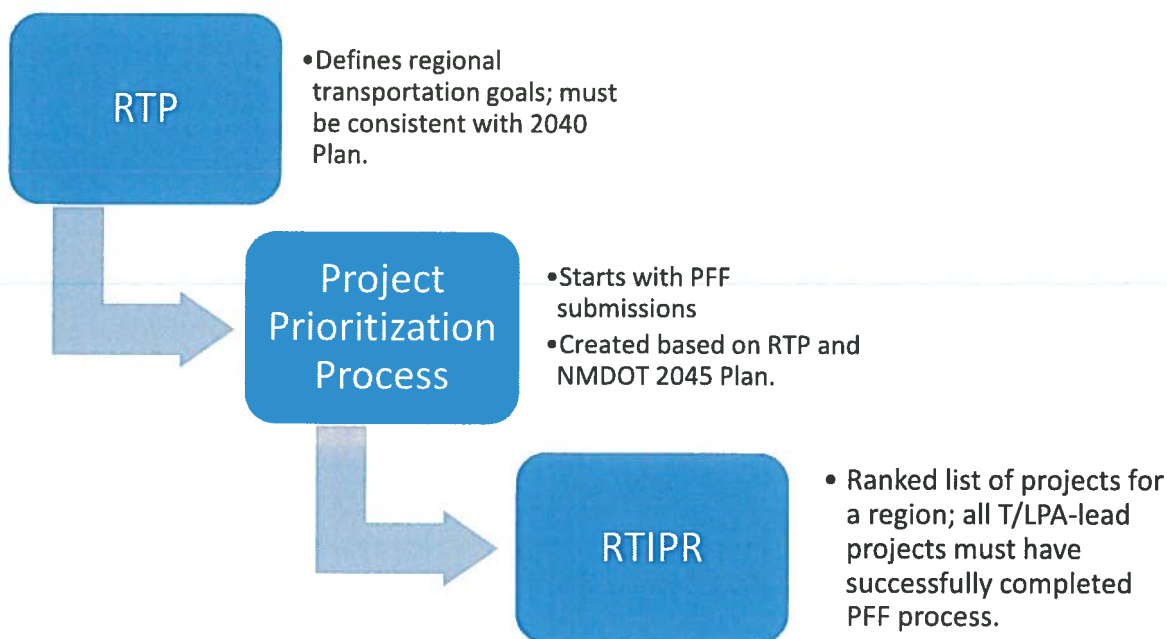 RTP
•Defines regional
transportation goals; must
be consistent with 2040
Plan.
Project
Prioritization
Process
•Starts with PFF
submissions
•Created based on RTP and
NMDOT 2045 Plan.
RTIPR
• Ranked list of projects for
a region; all T/LPA-lead
projects must have
successfully completed
PFF process.